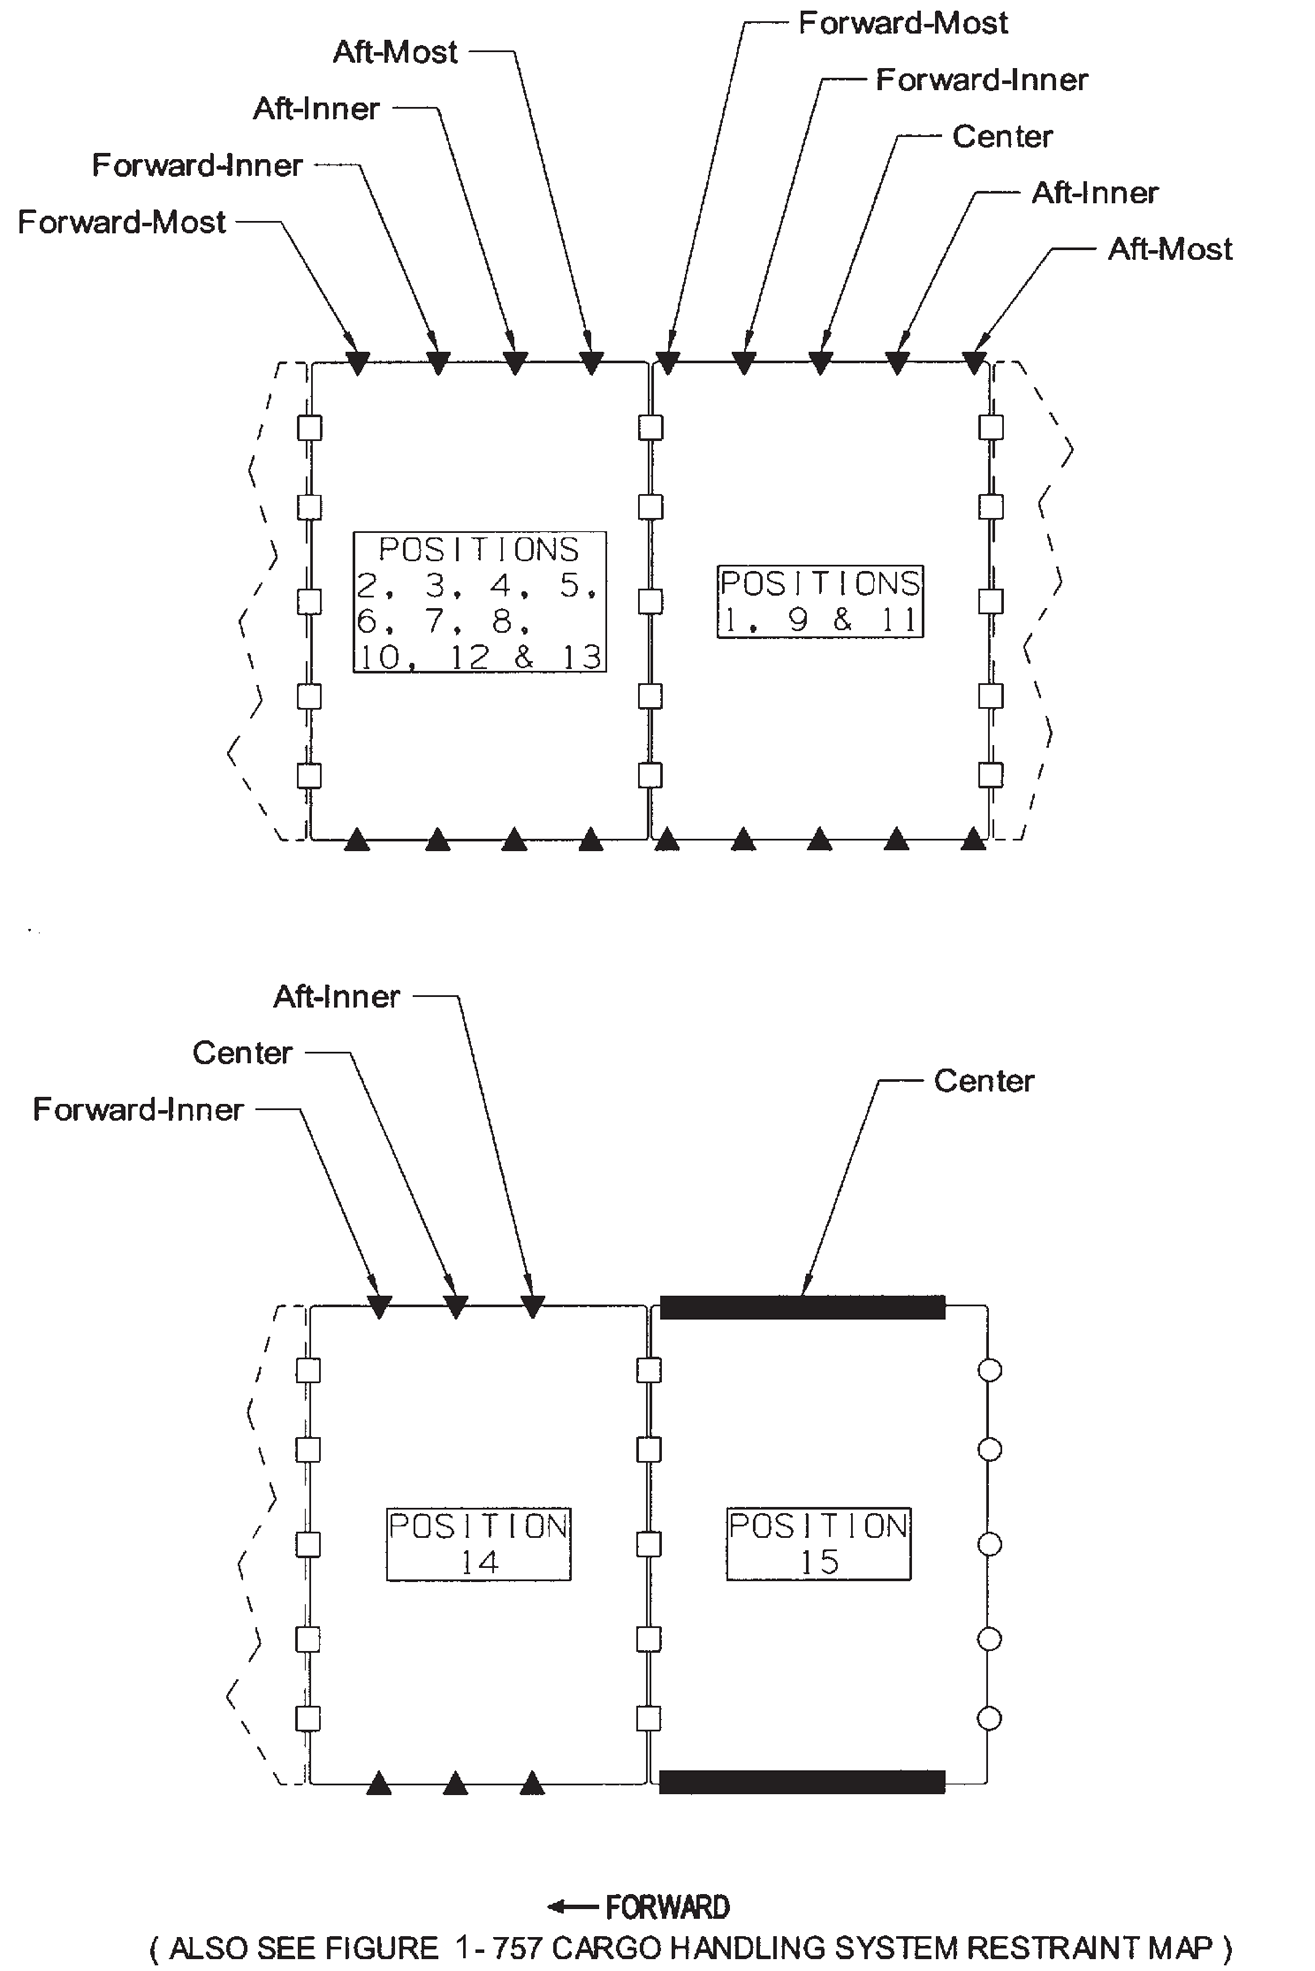 Forward-Most
Aft-Most
Forward-Inner
Aft-Inner
Center
Forward-Inner
Aft-Inner
Forward-Most
Aft-Most
POSITIONS
2, 3, 4, 5,
6, 7, 8,
10, 12 & 13
POSITIONS
1, 9 & 11
Aft-Inner
Center
Center
Forward-Inner
POSITION
14
POSITION
15
FORWARD
( ALSO SEE FIGURE 1-757 CARGO HANDLING SYSTEM RESTRAINT MAP )